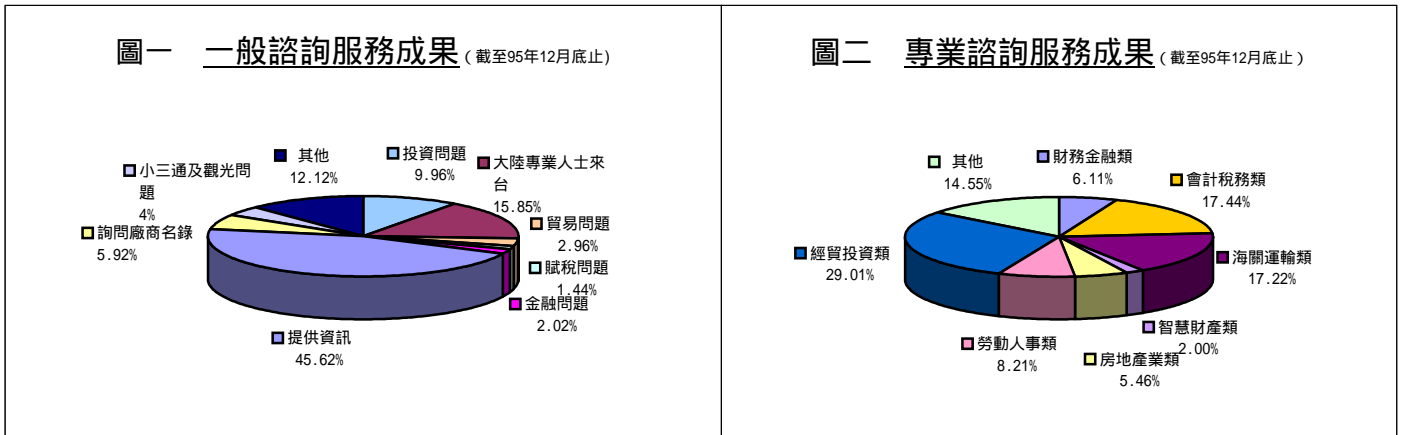 圖一 一般諮詢服務成果(截至95年12月底止)
其他
12.12%
投資問題
9.96%
大陸專業人士來
台
15.85%
貿易問題
2.96%
賦稅問題
1.44%
金融問題
2.02%
提供資訊
45.62%
詢問廠商名錄
5.92%
小三通及觀光問
題
4%
圖二 專業諮詢服務成果(截至95年12月底止)
其他
14.55%
財務金融類
6.11%
會計稅務類
17.44%
海關運輸類
17.22%
智慧財產類
2.00%
房地產業類
5.46%
勞動人事類
8.21%
經貿投資類
29.01%